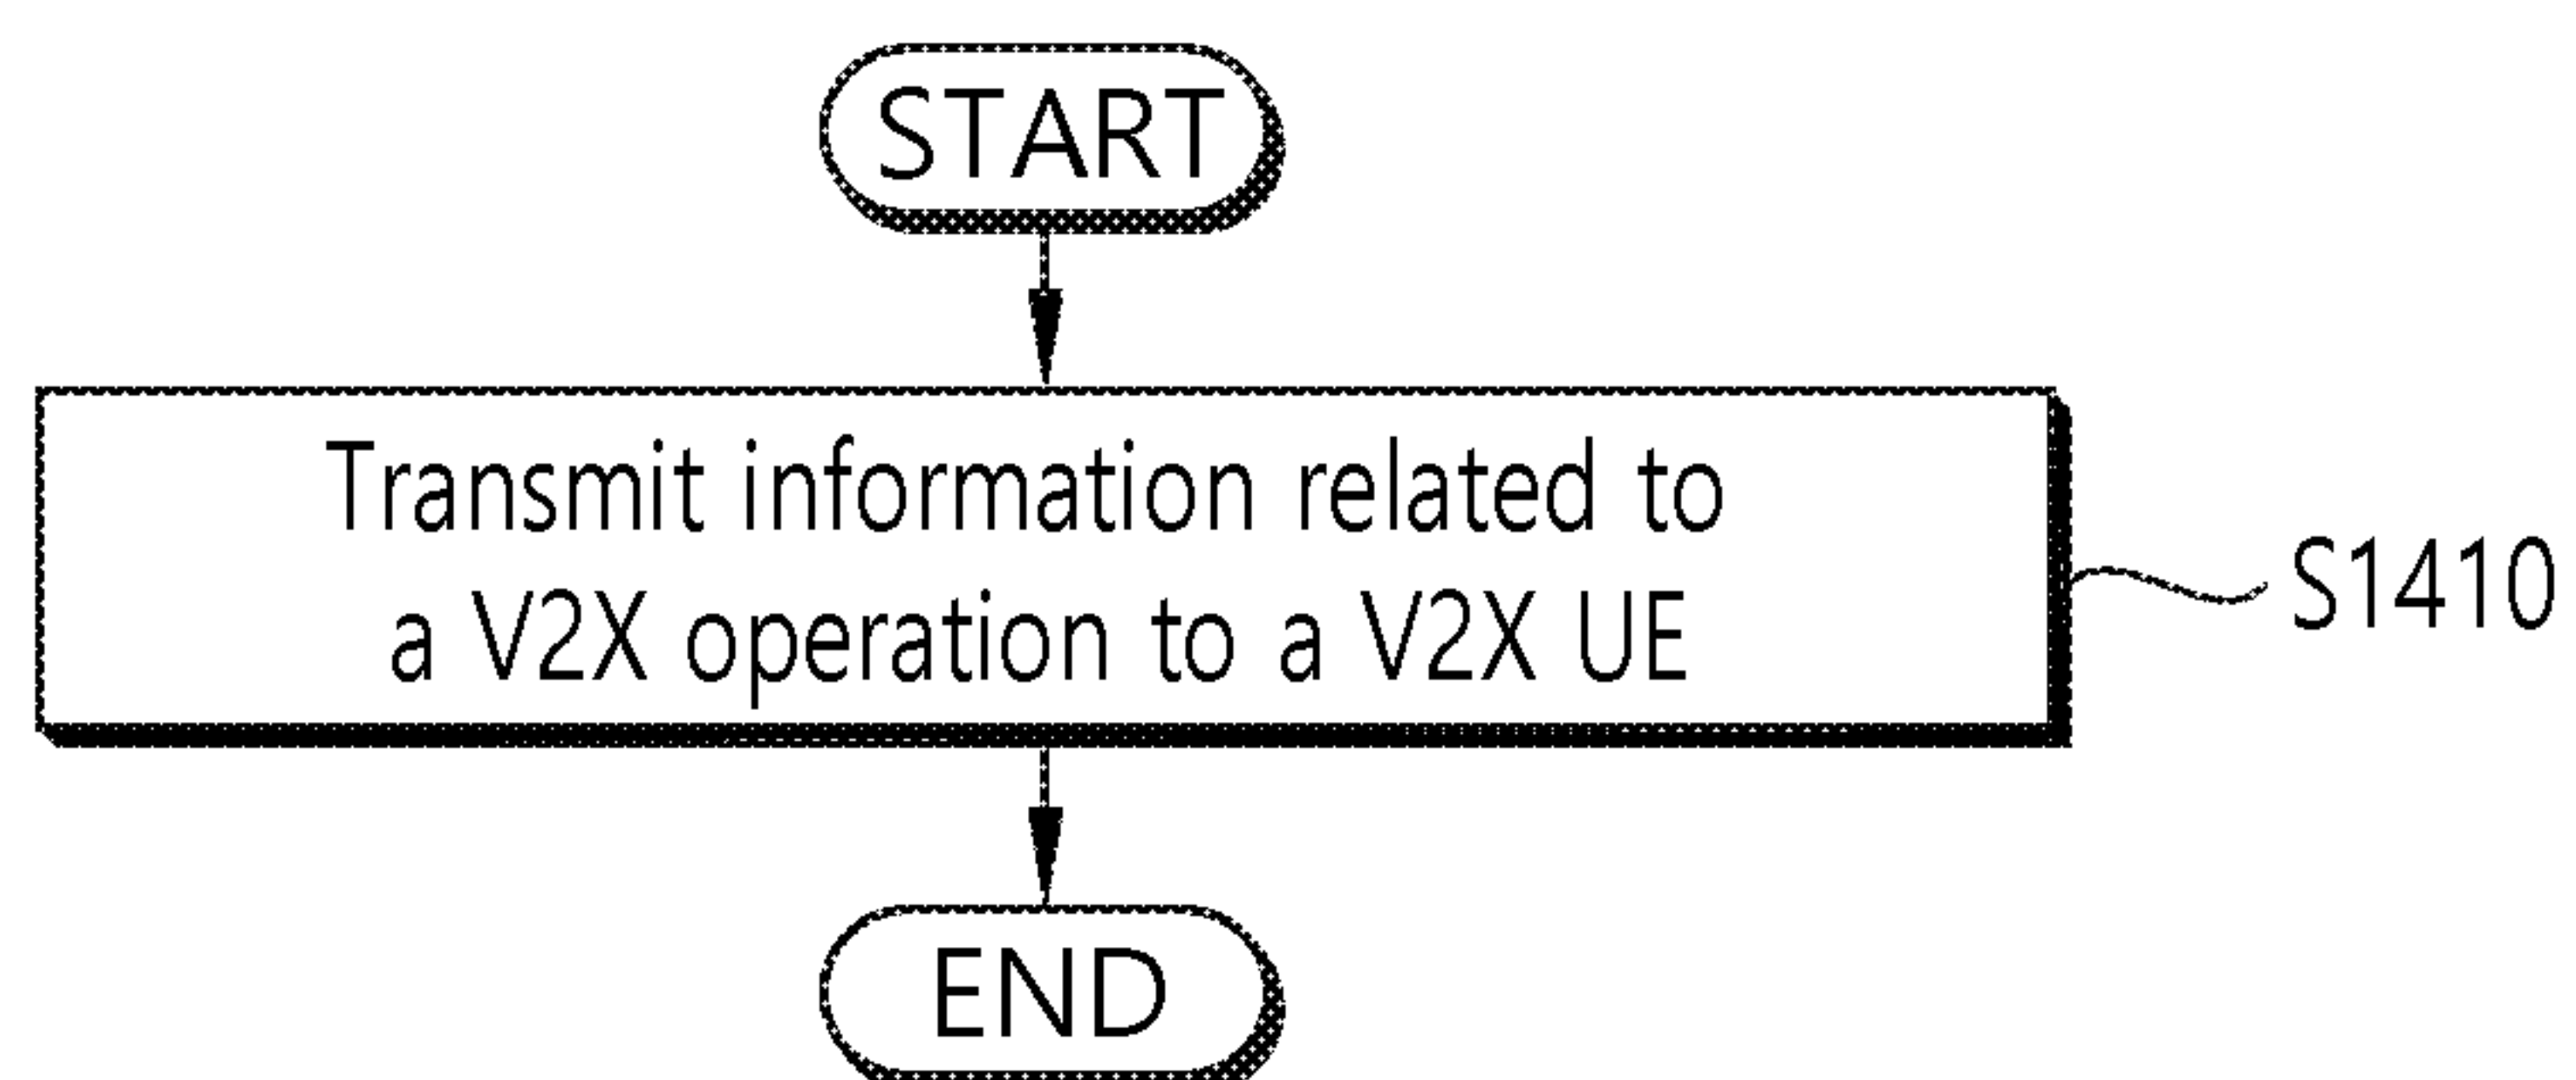 START
Transmit information related to
a V2X operation to a V2X UE
S1410
END